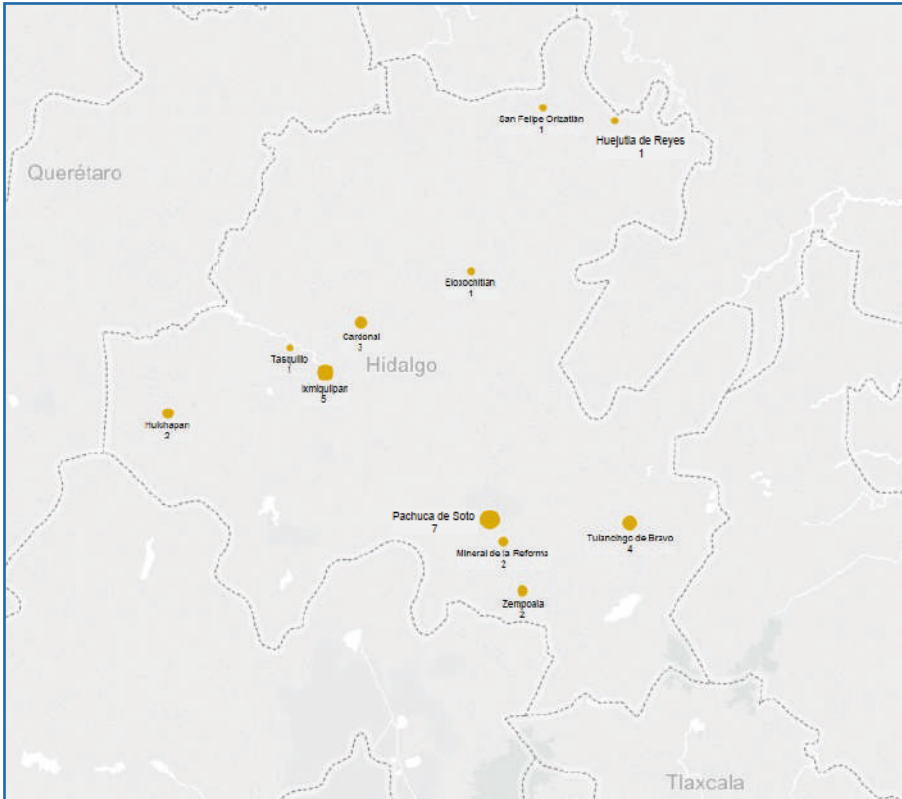 San Felipe Orizatlán
1
Huejutla de Reyes
1
Querétaro
Eloxochitlán
1
Cardonal
3
Tasquillo
1
Hidalgo
Ixmiquilpan
5
Huichapan
2
Pachuca de Soto
7
Tulancingo de Bravo
4
Mineral de la Reforma
2
Zempoala
2
Tlaxcala